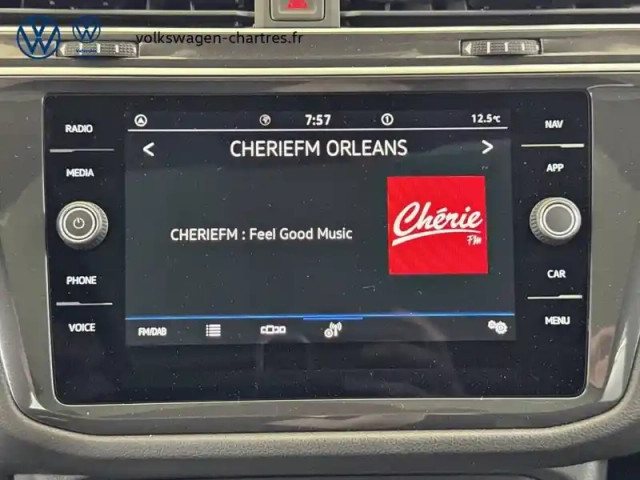 volkswagen-chartres.fr
RADIO
7:57
1
12.5°C
NAV
CHERIEFM ORLEANS
MEDIA
APP
CHERIEFM : Feel Good Music
Chérie
FM
PHONE
CAR
VOICE
FM/DAB
MENU